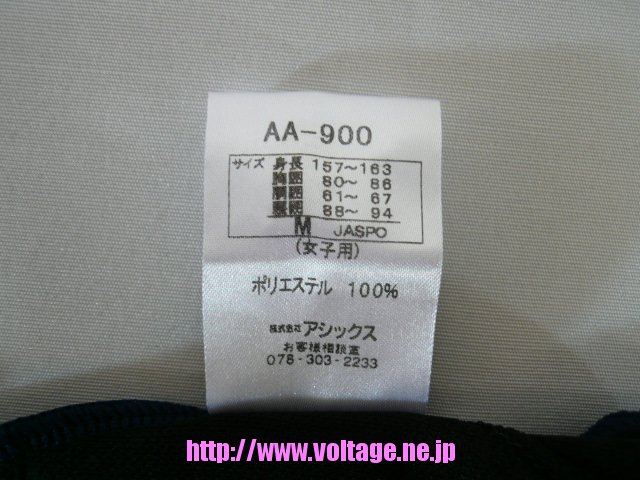 AA-900
サイズ 身長 157～163
胸囲 80～ 86
胴囲 61～ 67
腰囲 88～ 94
M JASPO
(女子用)
ポリエステル 100%
株式会社 アシックス
お客様相談室
078-303-2233
http://www.voltage.ne.jp